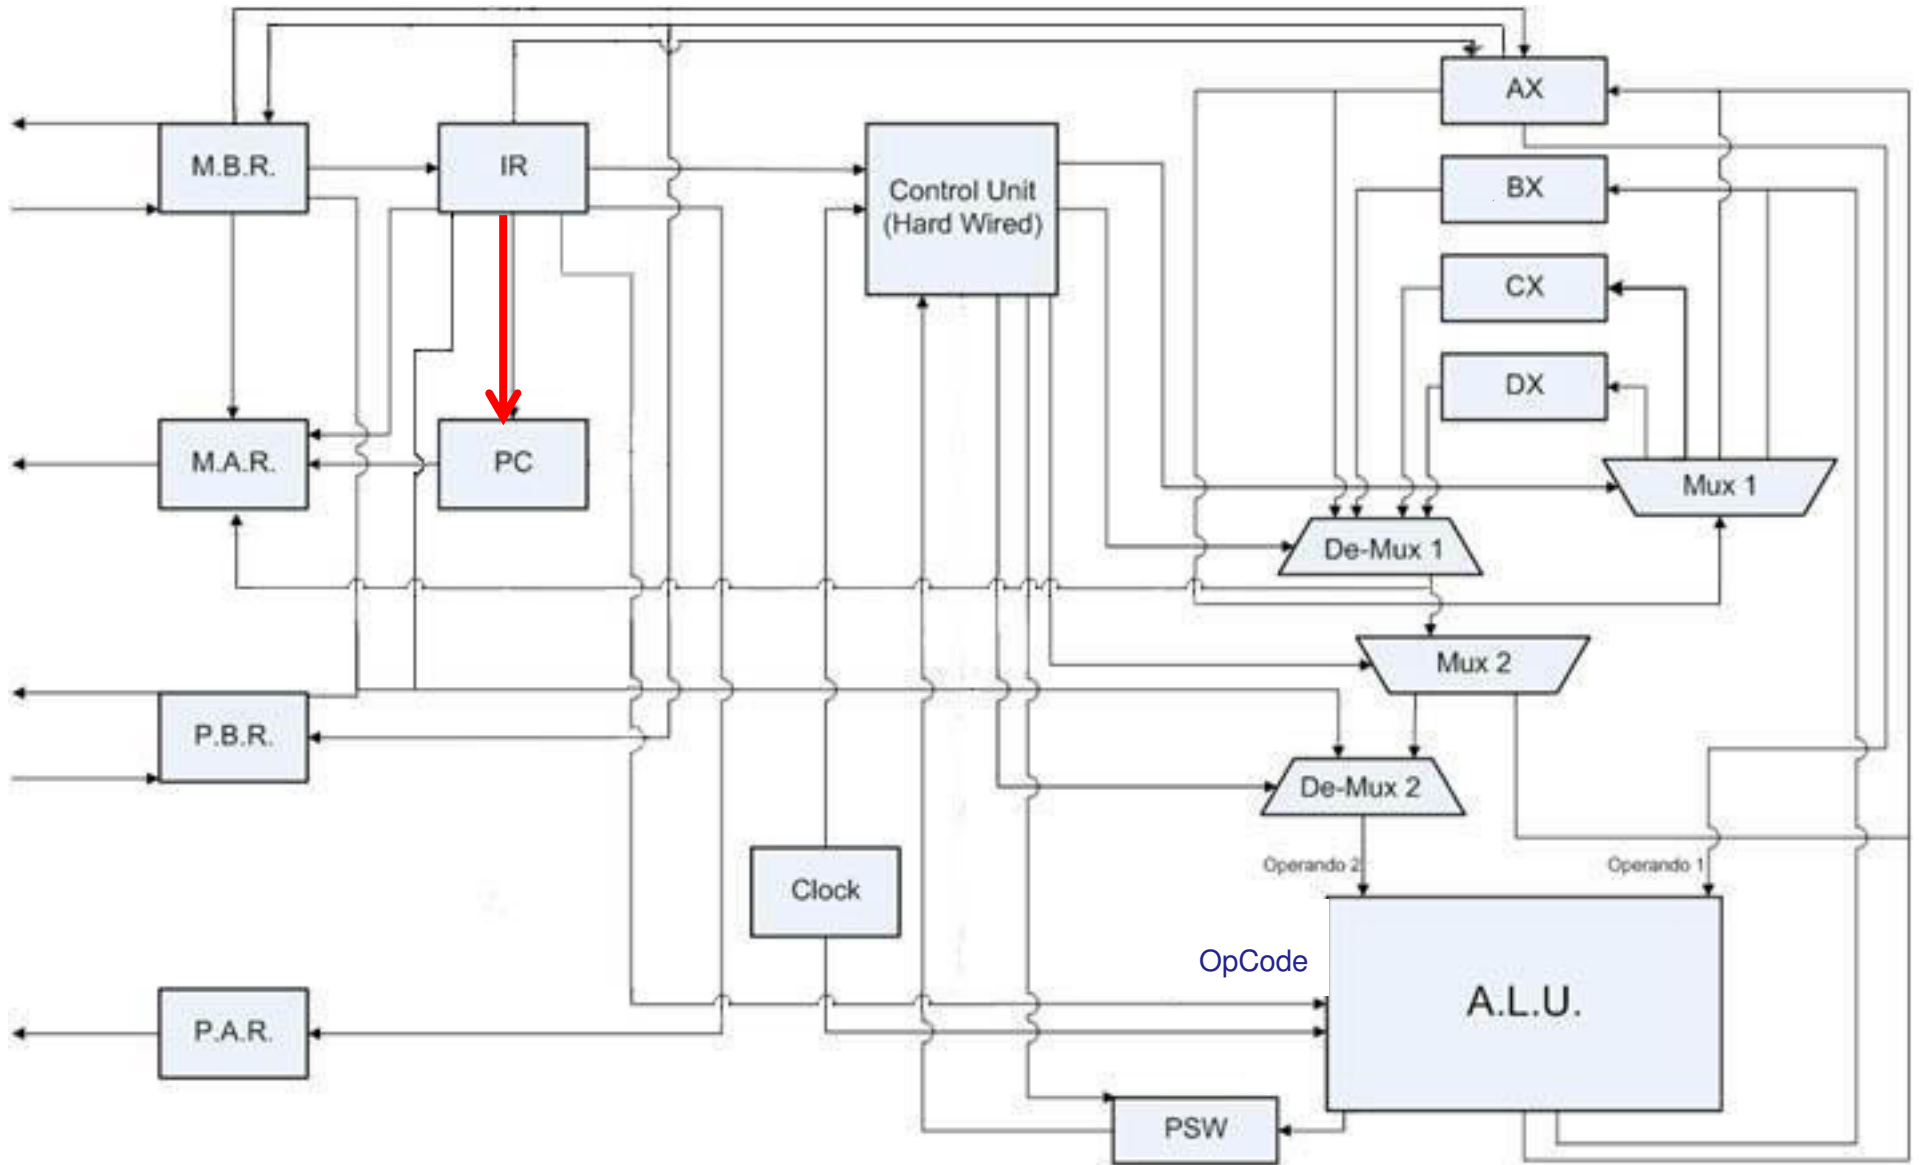 AX
M.B.R.
IR
Control Unit
(Hard Wired)
BX
CX
DX
M.A.R.
PC
Mux 1
De-Mux 1
Mux 2
P.B.R.
De-Mux 2
Operando 2
Operando 1
Clock
OpCode
A.L.U.
P.A.R.
PSW